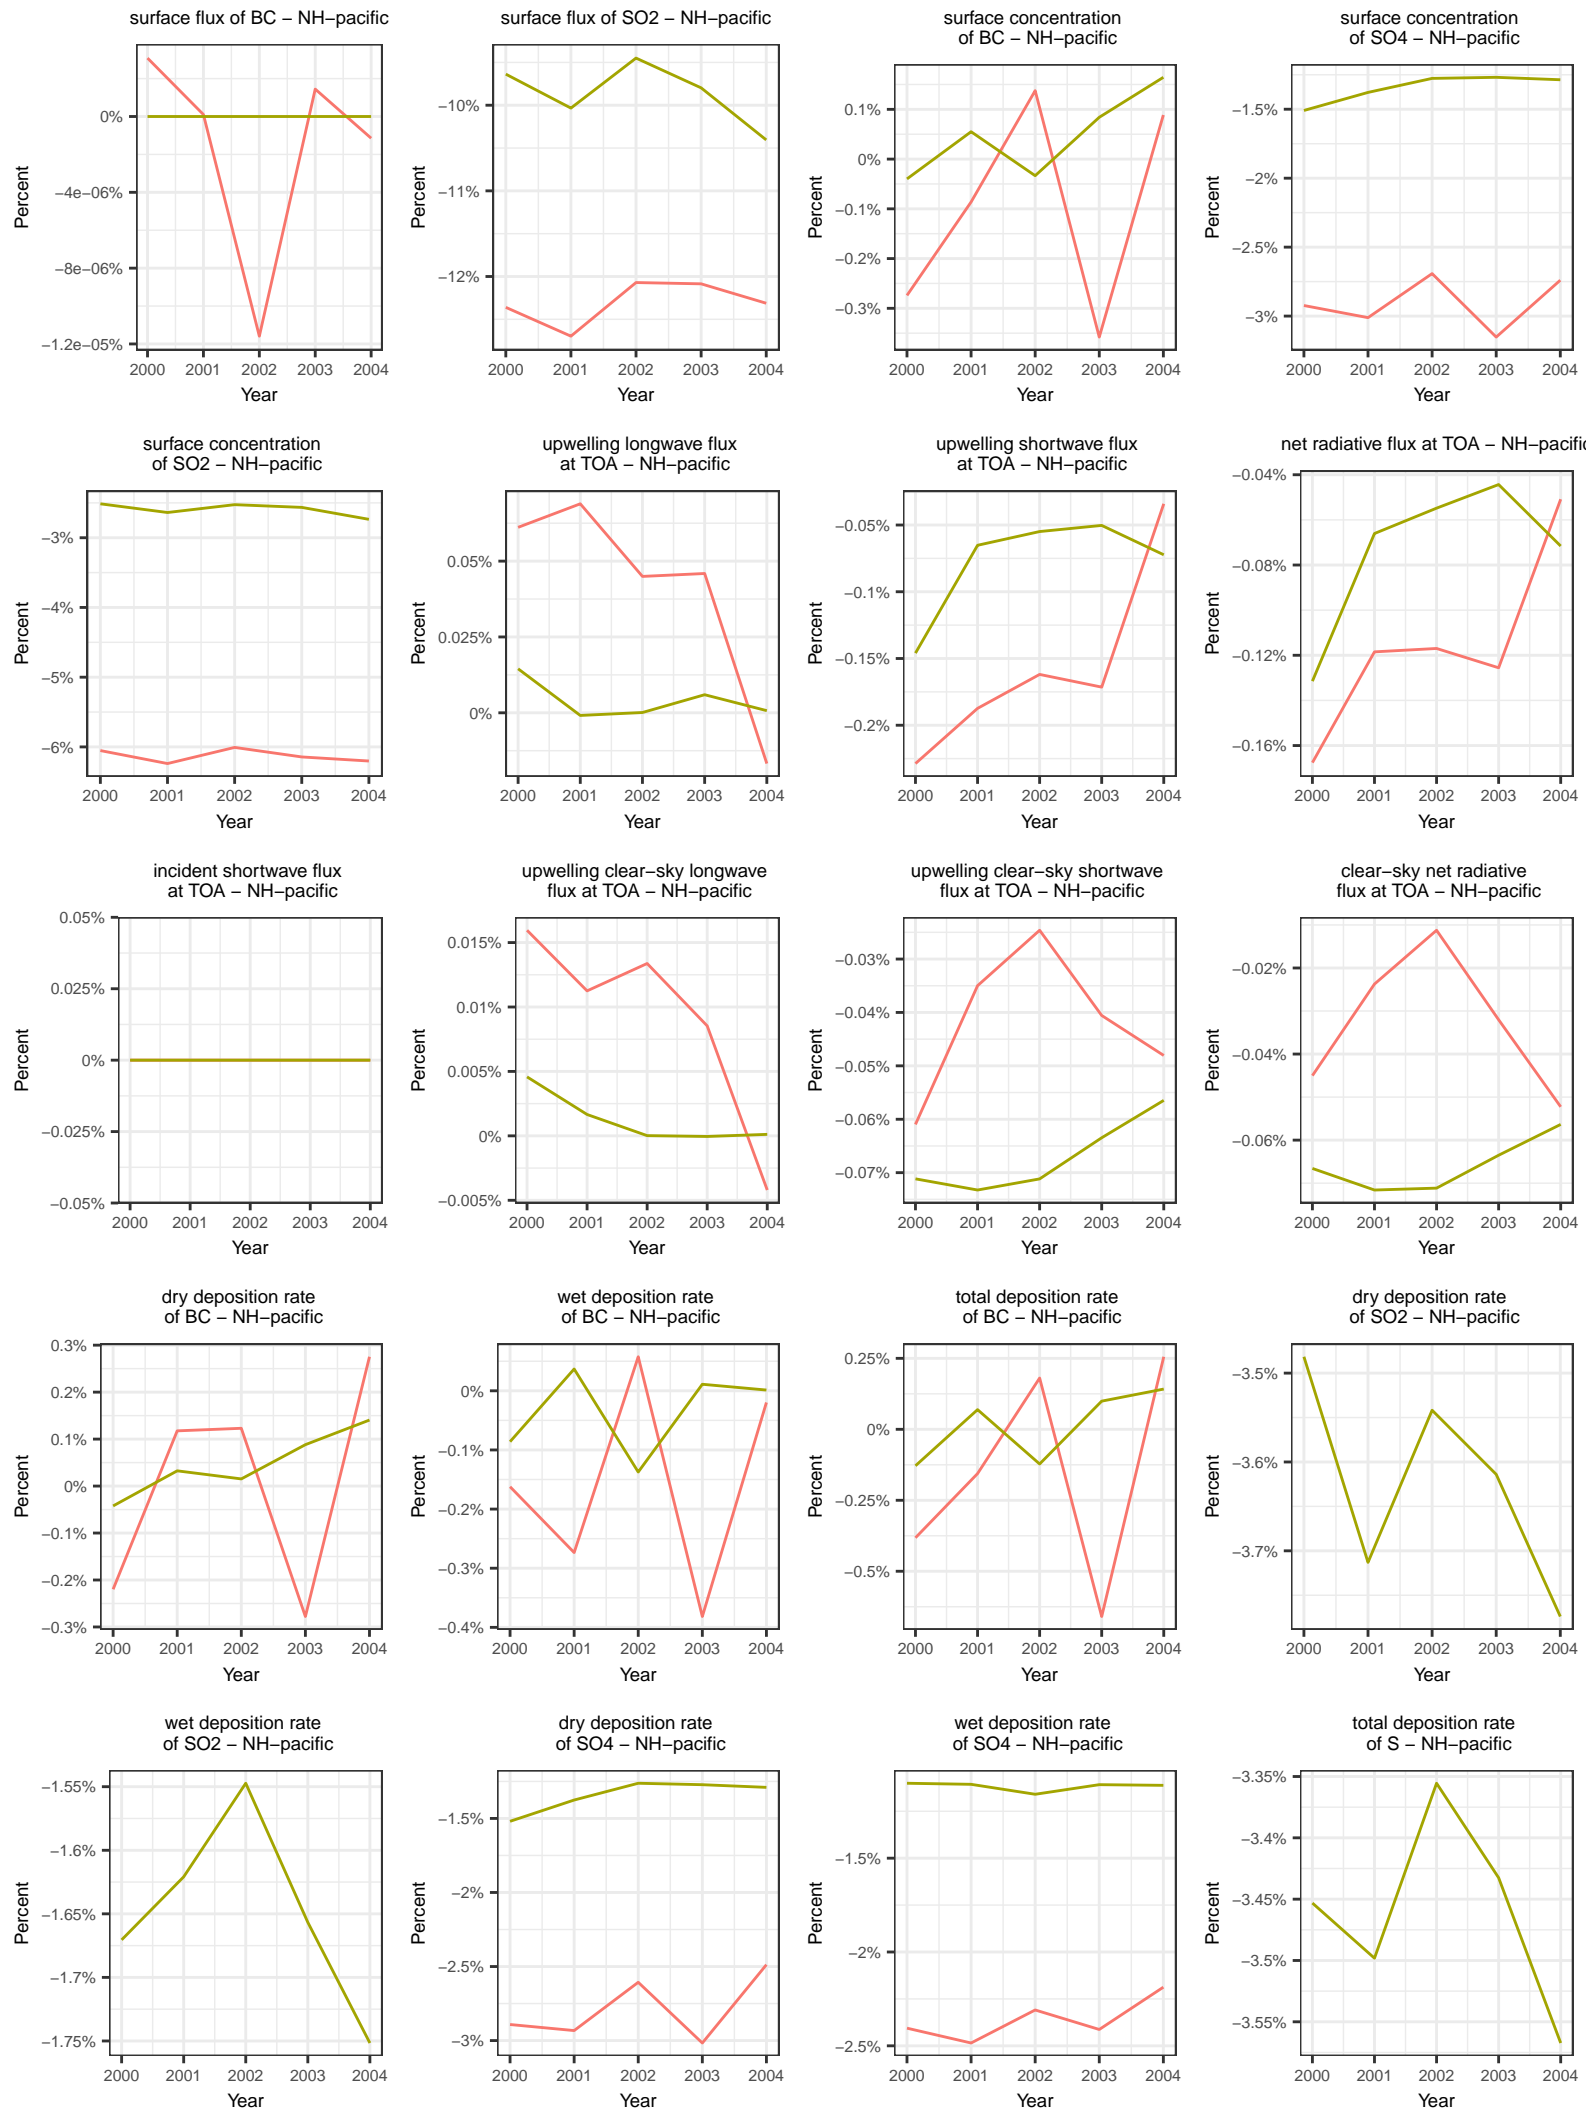 surface flux of BC − NH−pacific
Percent
0%
−4e−06%
−8e−06%
−1.2e−05%
2000 2001 2002 2003 2004
Year
surface flux of SO2 − NH−pacific
Percent
−10%
−11%
−12%
2000 2001 2002 2003 2004
Year
surface concentration
of BC − NH−pacific
Percent
0.1%
0%
−0.1%
−0.2%
−0.3%
2000 2001 2002 2003 2004
Year
surface concentration
of SO4 − NH−pacific
Percent
−1.5%
−2%
−2.5%
−3%
2000 2001 2002 2003 2004
Year
surface concentration
of SO2 − NH−pacific
Percent
−3%
−4%
−5%
−6%
2000 2001 2002 2003 2004
Year
upwelling longwave flux
at TOA − NH−pacific
Percent
0.05%
0.025%
0%
2000 2001 2002 2003 2004
Year
upwelling shortwave flux
at TOA − NH−pacific
Percent
−0.05%
−0.1%
−0.15%
−0.2%
2000 2001 2002 2003 2004
Year
net radiative flux at TOA − NH−pacific
Percent
−0.04%
−0.08%
−0.12%
−0.16%
2000 2001 2002 2003 2004
Year
incident shortwave flux
at TOA − NH−pacific
Percent
0.05%
0.025%
0%
−0.025%
−0.05%
2000 2001 2002 2003 2004
Year
upwelling clear−sky longwave
flux at TOA − NH−pacific
Percent
0.015%
0.01%
0.005%
0%
−0.005%
2000 2001 2002 2003 2004
Year
upwelling clear−sky shortwave
flux at TOA − NH−pacific
Percent
−0.03%
−0.04%
−0.05%
−0.06%
−0.07%
2000 2001 2002 2003 2004
Year
clear−sky net radiative
flux at TOA − NH−pacific
Percent
−0.02%
−0.04%
−0.06%
2000 2001 2002 2003 2004
Year
dry deposition rate
of BC − NH−pacific
Percent
0.3%
0.2%
0.1%
0%
−0.1%
−0.2%
−0.3%
2000 2001 2002 2003 2004
Year
wet deposition rate
of BC − NH−pacific
Percent
0%
−0.1%
−0.2%
−0.3%
−0.4%
2000 2001 2002 2003 2004
Year
total deposition rate
of BC − NH−pacific
Percent
0.25%
0%
−0.25%
−0.5%
2000 2001 2002 2003 2004
Year
dry deposition rate
of SO2 − NH−pacific
Percent
−3.5%
−3.6%
−3.7%
2000 2001 2002 2003 2004
Year
wet deposition rate
of SO2 − NH−pacific
Percent
−1.55%
−1.6%
−1.65%
−1.7%
−1.75%
2000 2001 2002 2003 2004
Year
dry deposition rate
of SO4 − NH−pacific
Percent
−1.5%
−2%
−2.5%
−3%
2000 2001 2002 2003 2004
Year
wet deposition rate
of SO4 − NH−pacific
Percent
−1.5%
−2%
−2.5%
2000 2001 2002 2003 2004
Year
total deposition rate
of S − NH−pacific
Percent
−3.35%
−3.4%
−3.45%
−3.5%
−3.55%
2000 2001 2002 2003 2004
Year